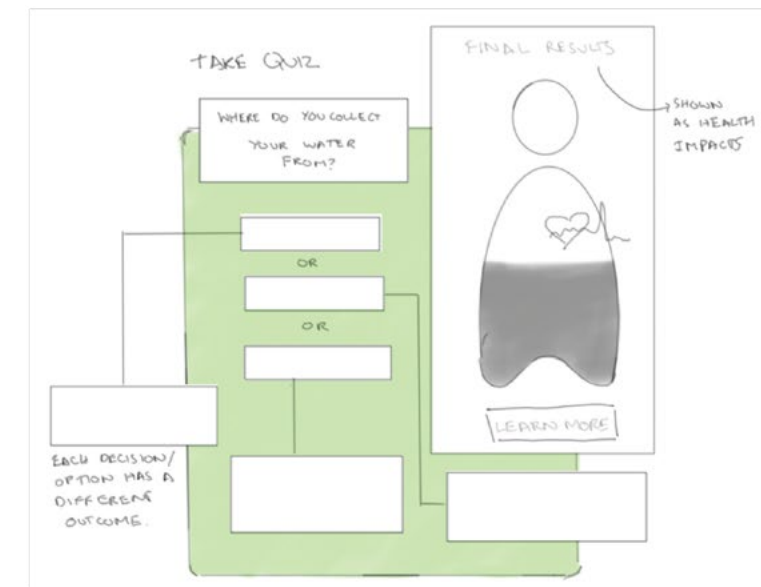 TAKE QUIZ
WHERE DO YOU COLLECT
YOUR WATER
FROM?
OR
OR
EACH DECISION/
OPTION HAS A
DIFFERENT
OUTCOME.
FINAL RESULTS
SHOWN
AS HEALTH
IMPACTS
LEARN MORE